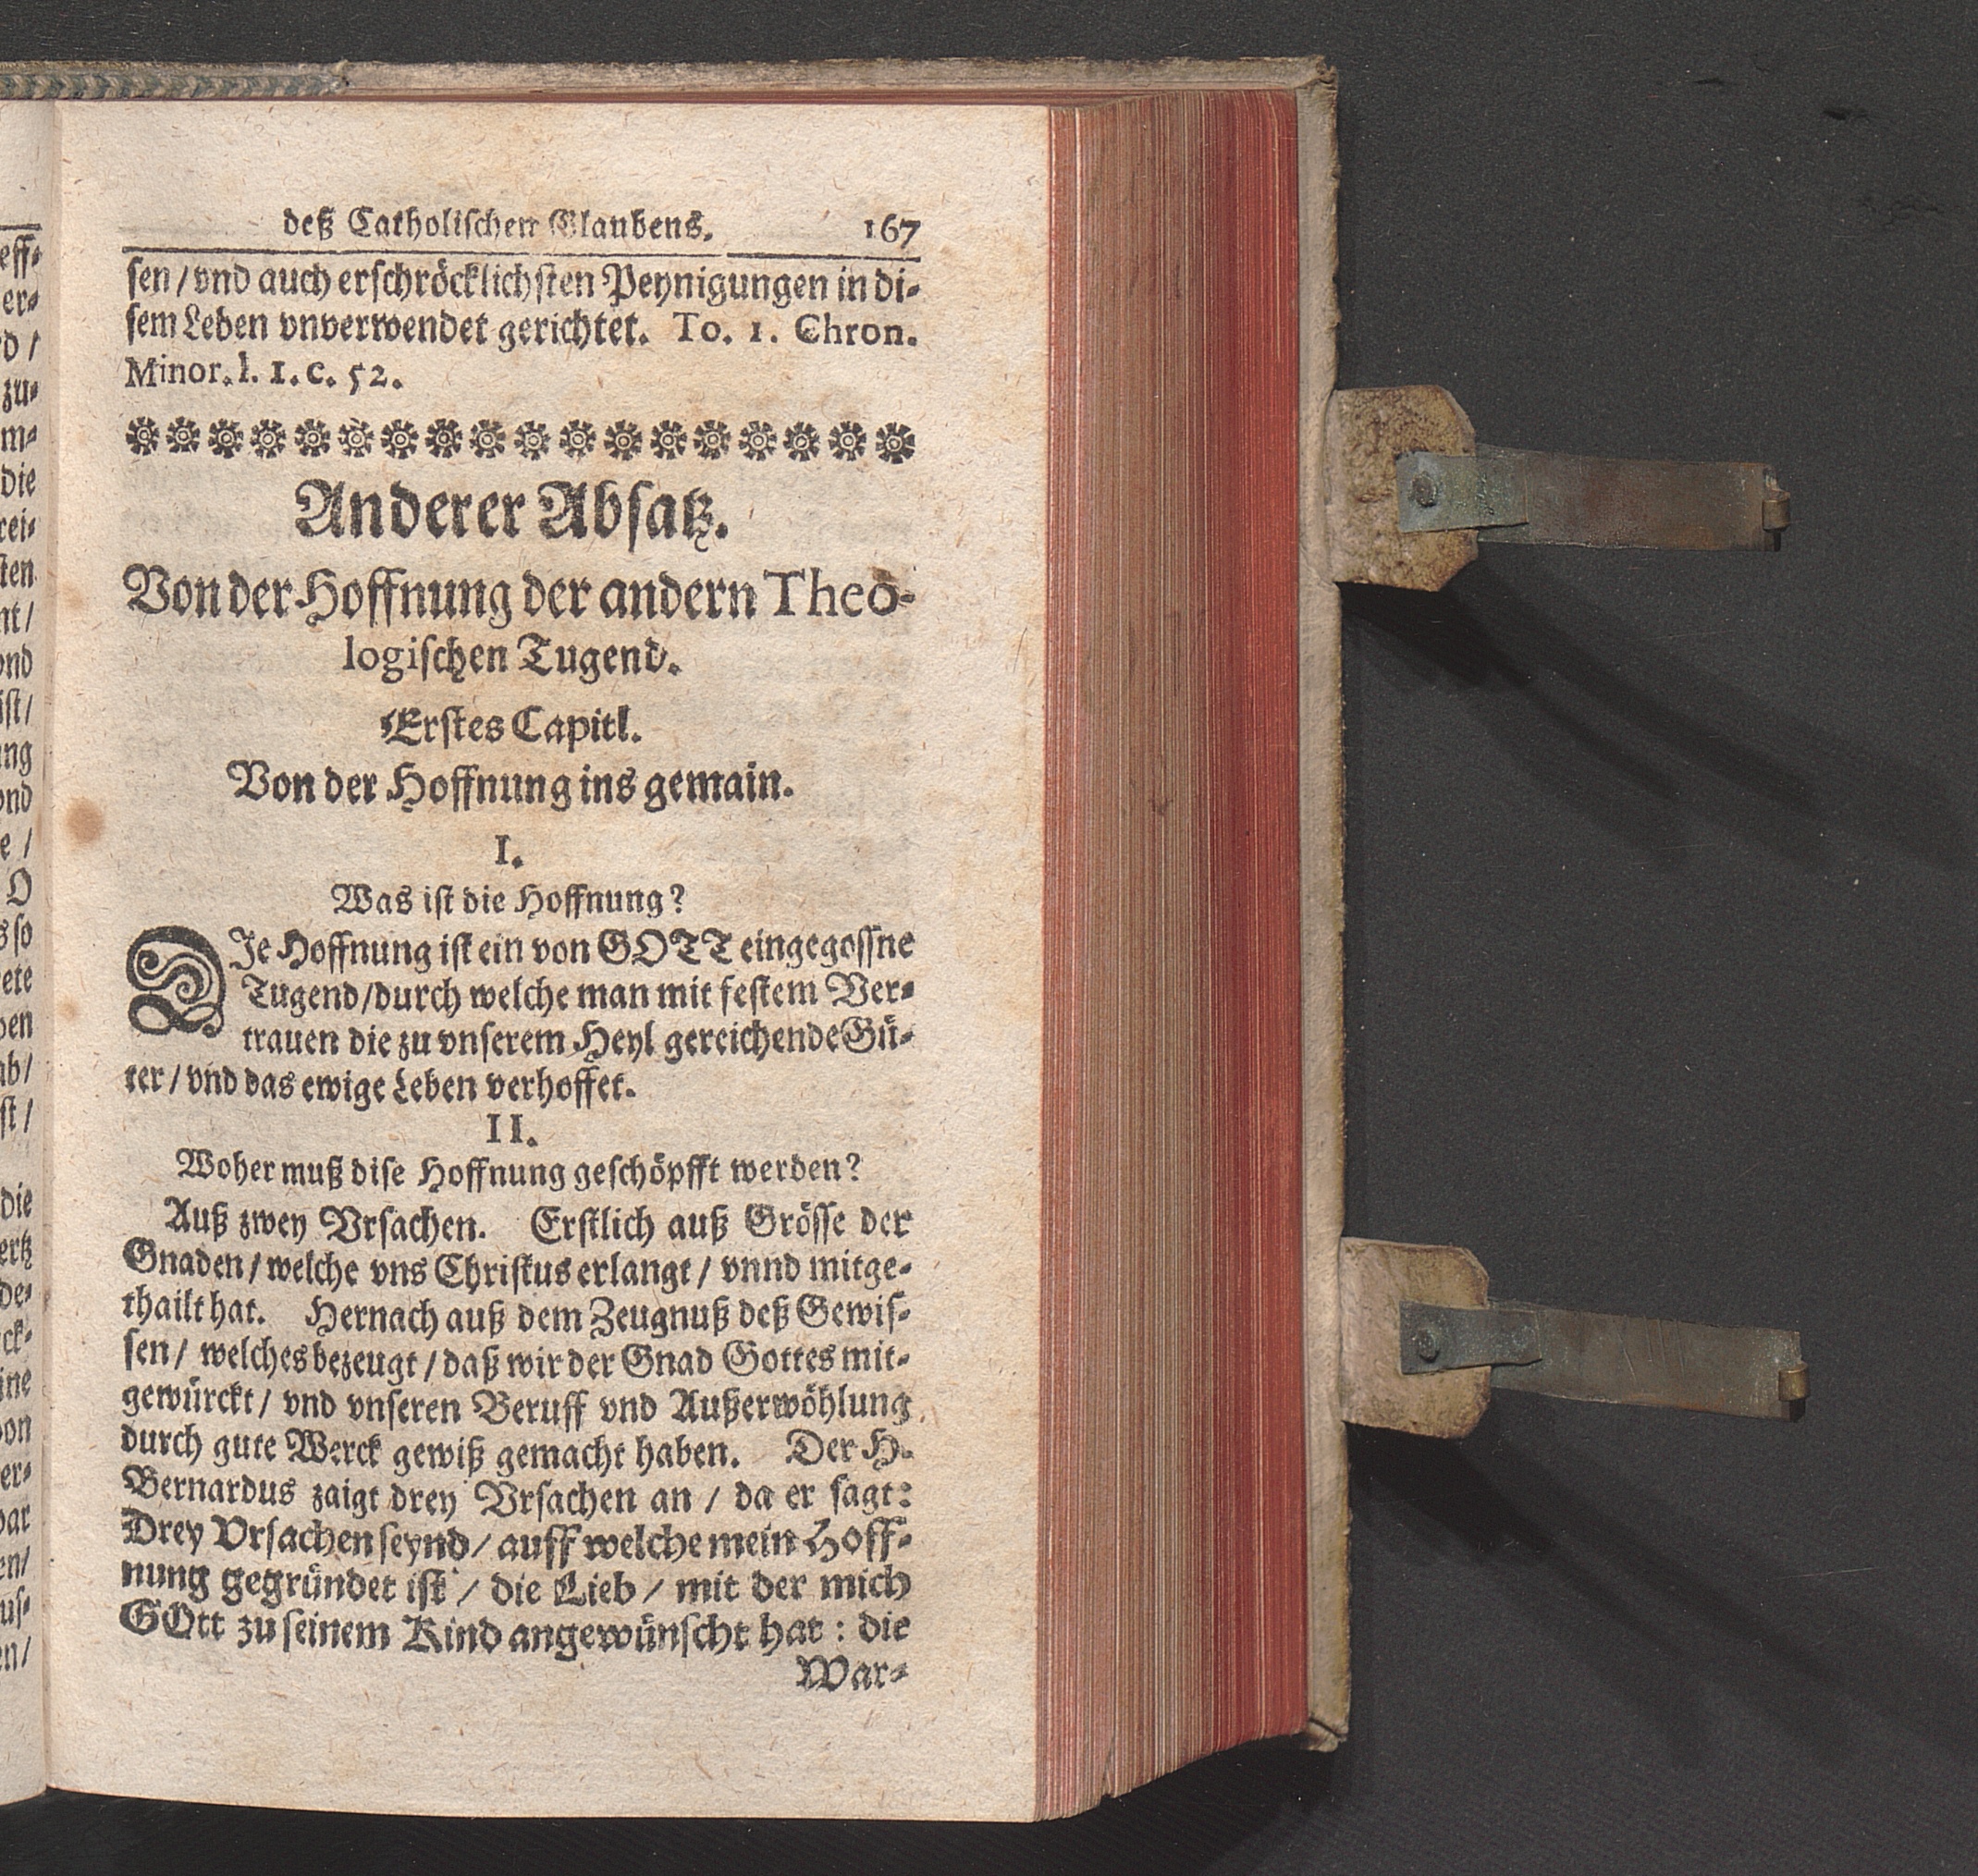 deß Catholischen Glaubens. 167
sen / vnd auch erschröcklichsten Peynigungen in di-
sem Leben vnverwendet gerichtet. To. 1. Chron.
Minor. l. 1. c. 52.
Anderer Absatz.
Von der Hoffnung der andern Theo-
logischen Tugend.
Erstes Capitl.
Von der Hoffnung ins gemain.
I.
Was ist die Hoffnung?
DIe Hoffnung ist ein von GOTT eingegossne
Tugend / durch welche man mit festem Ver-
trauen die zu vnserem Heyl gereichende Gü-
ter / vnd das ewige Leben verhoffet.
II.
Woher muß dise Hoffnung geschöpfft werden?
Auß zwey Vrsachen. Erstlich auß Grösse der
Gnaden / welche vns Christus erlangt / vnnd mitge-
thailt hat. Hernach auß dem Zeugnuß deß Gewis-
sen / welches bezeugt / daß wir der Gnad Gottes mit-
gewürckt / vnd vnseren Beruff vnd Außerwöhlung
durch gute Werck gewiß gemacht haben. Der H.
Bernardus zaigt drey Vrsachen an / da er sagt:
Drey Vrsachen seynd / auff welche mein Hoff-
nung gegründet ist / die Lieb / mit der mich
GOtt zu seinem Kind angewünscht hat : die
War-